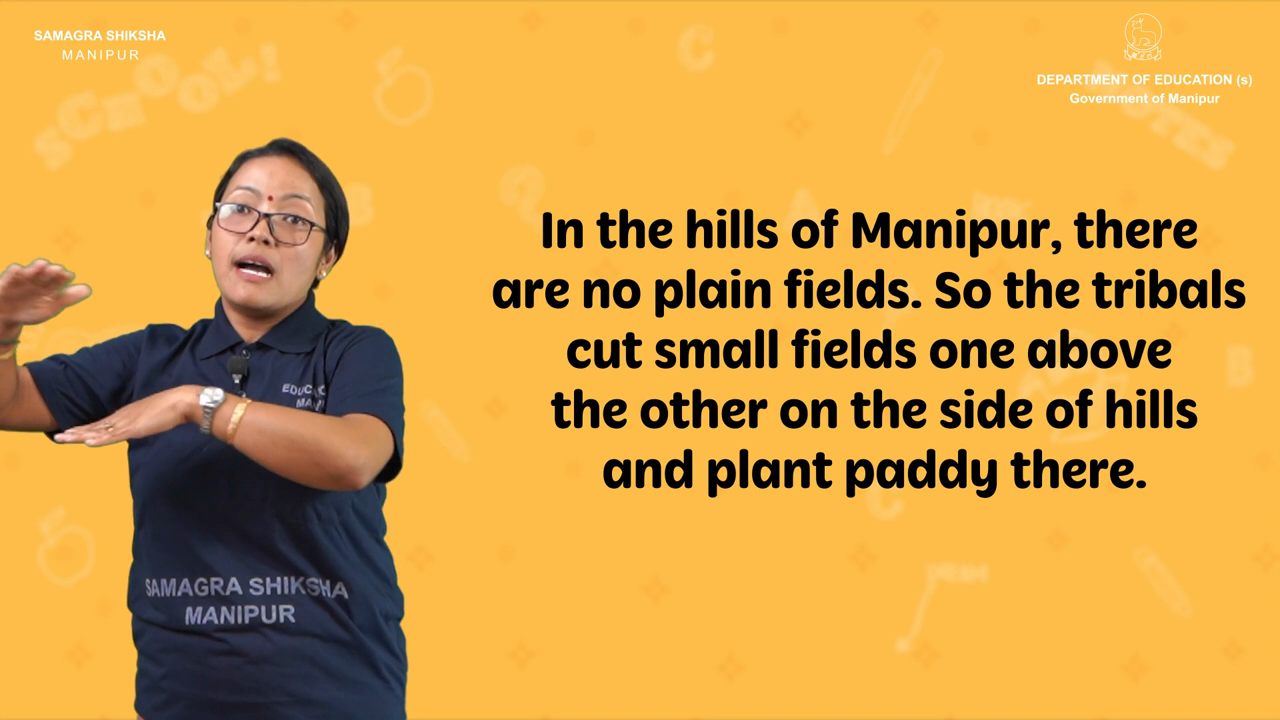 SAMAGRA SHIKSHA
MANIPUR
DEPARTMENT OF EDUCATION (s)
Government of Manipur
SCHOOL!
NOTES
In the hills of Manipur, there
are no plain fields. So the tribals
cut small fields one above
the other on the side of hills
and plant paddy there.
SAMAGRA SHIKSHA
MANIPUR